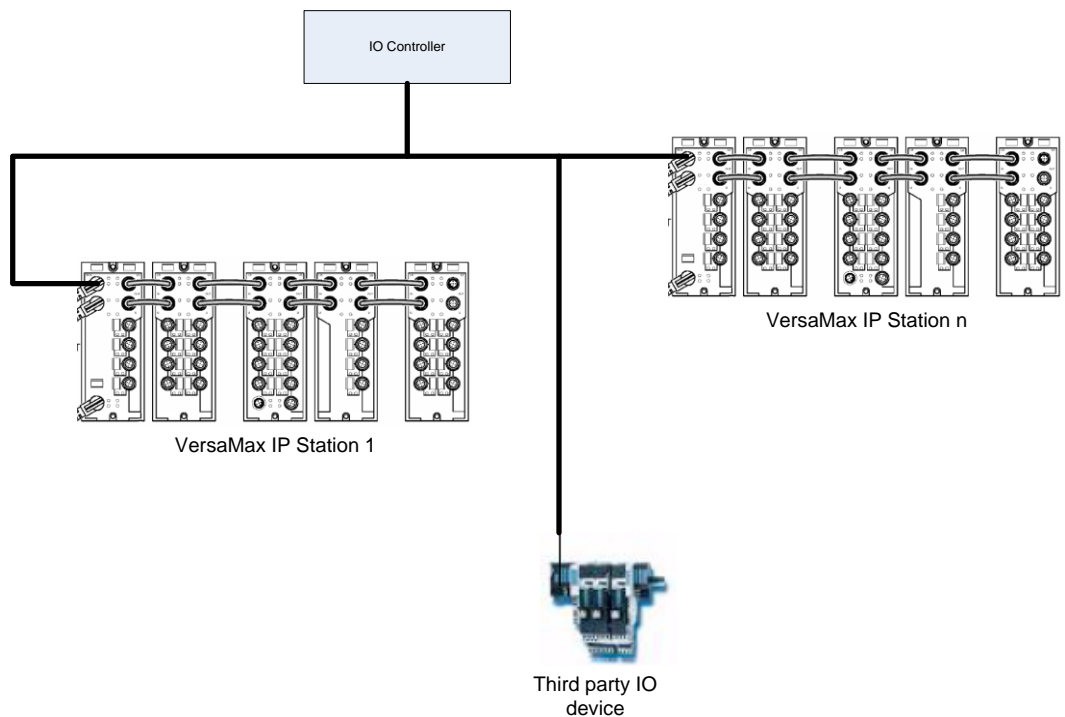 IO Controller
VersaMax IP Station n
VersaMax IP Station 1
Third party IO
device